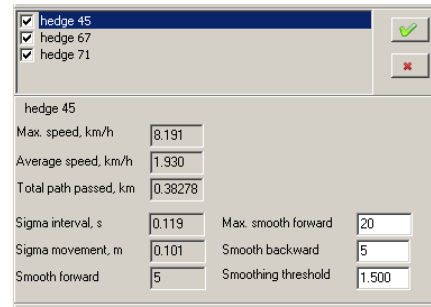 hedge 45
hedge 67
hedge 71
hedge 45
Max. speed, km/h 8.191
Average speed, km/h 1.930
Total path passed, km 0.38278
Sigma interval, s 0.119 Max. smooth forward 20
Sigma movement, m 0.101 Smooth backward 5
Smooth forward 5 Smoothing threshold 1.500